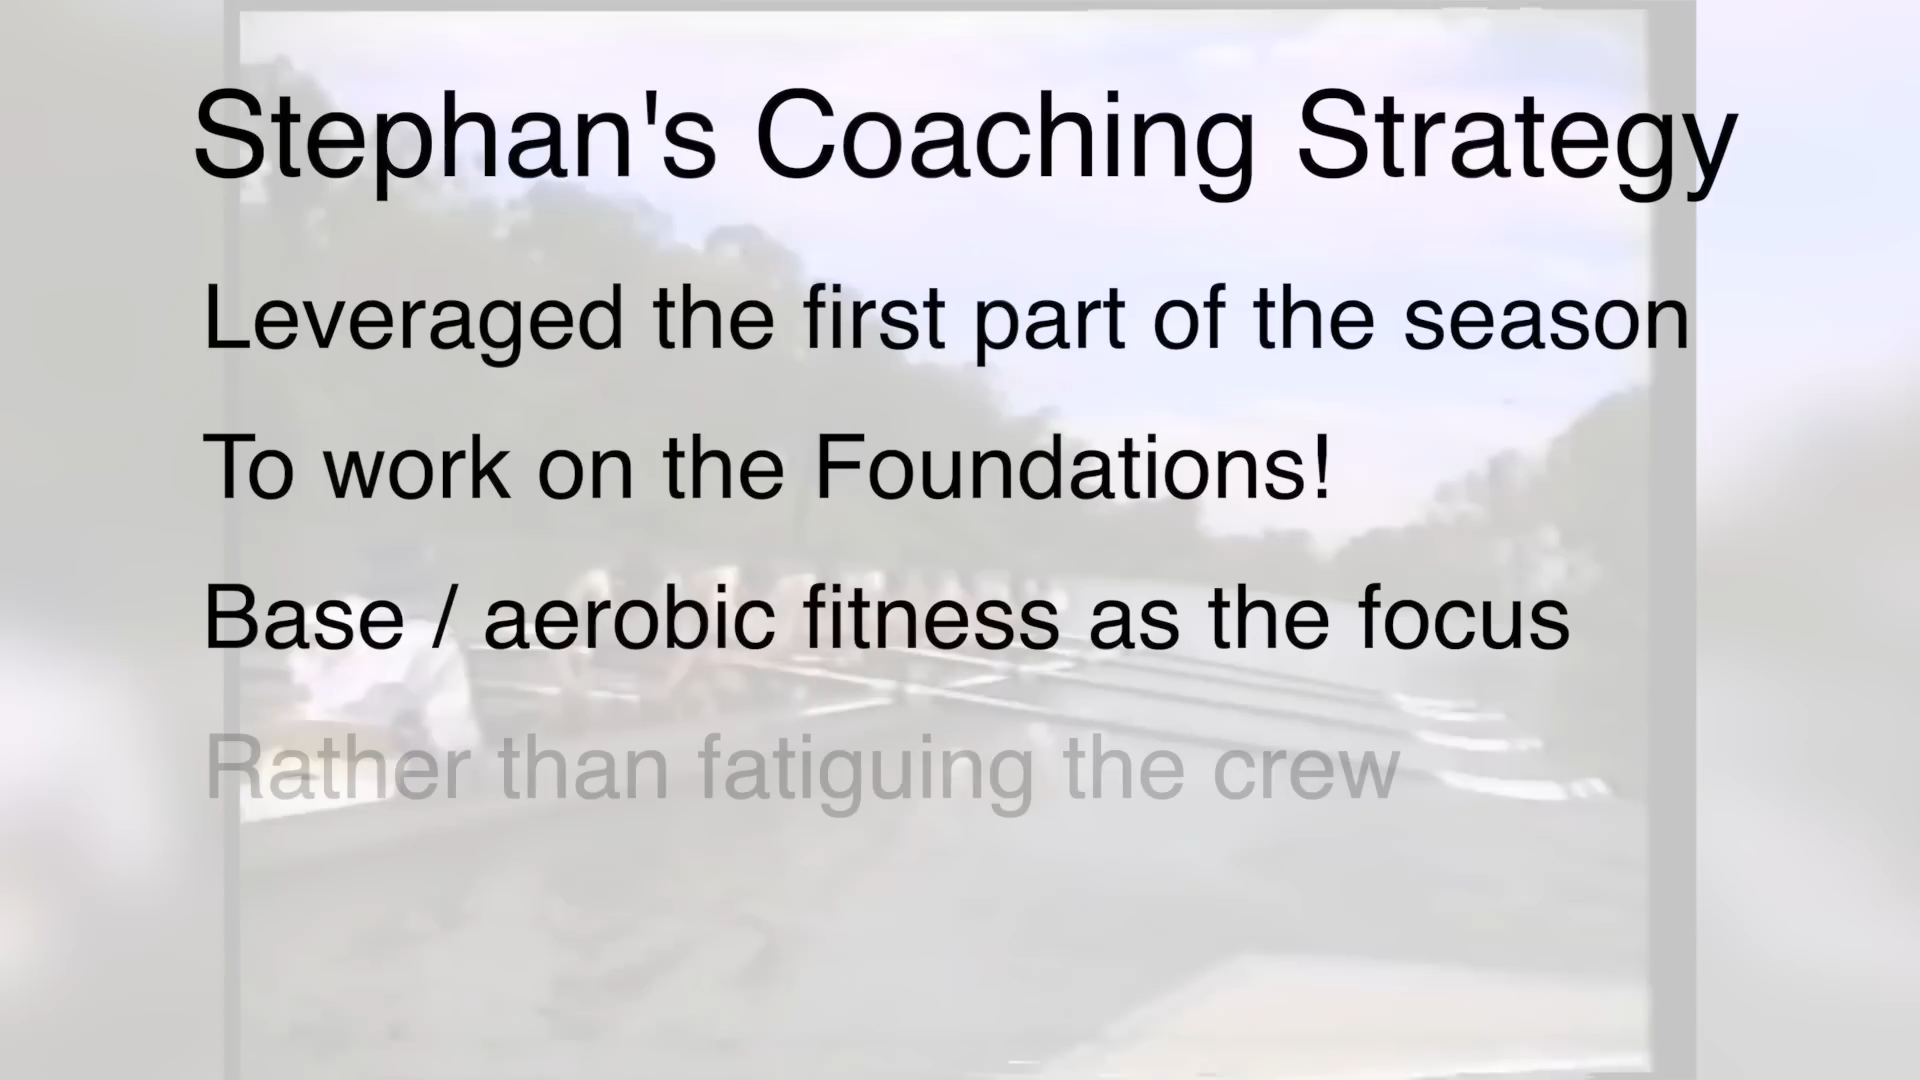 Stephan's Coaching Strategy
Leveraged the first part of the season
To work on the Foundations!
Base / aerobic fitness as the focus
Rather than fatiguing the crew